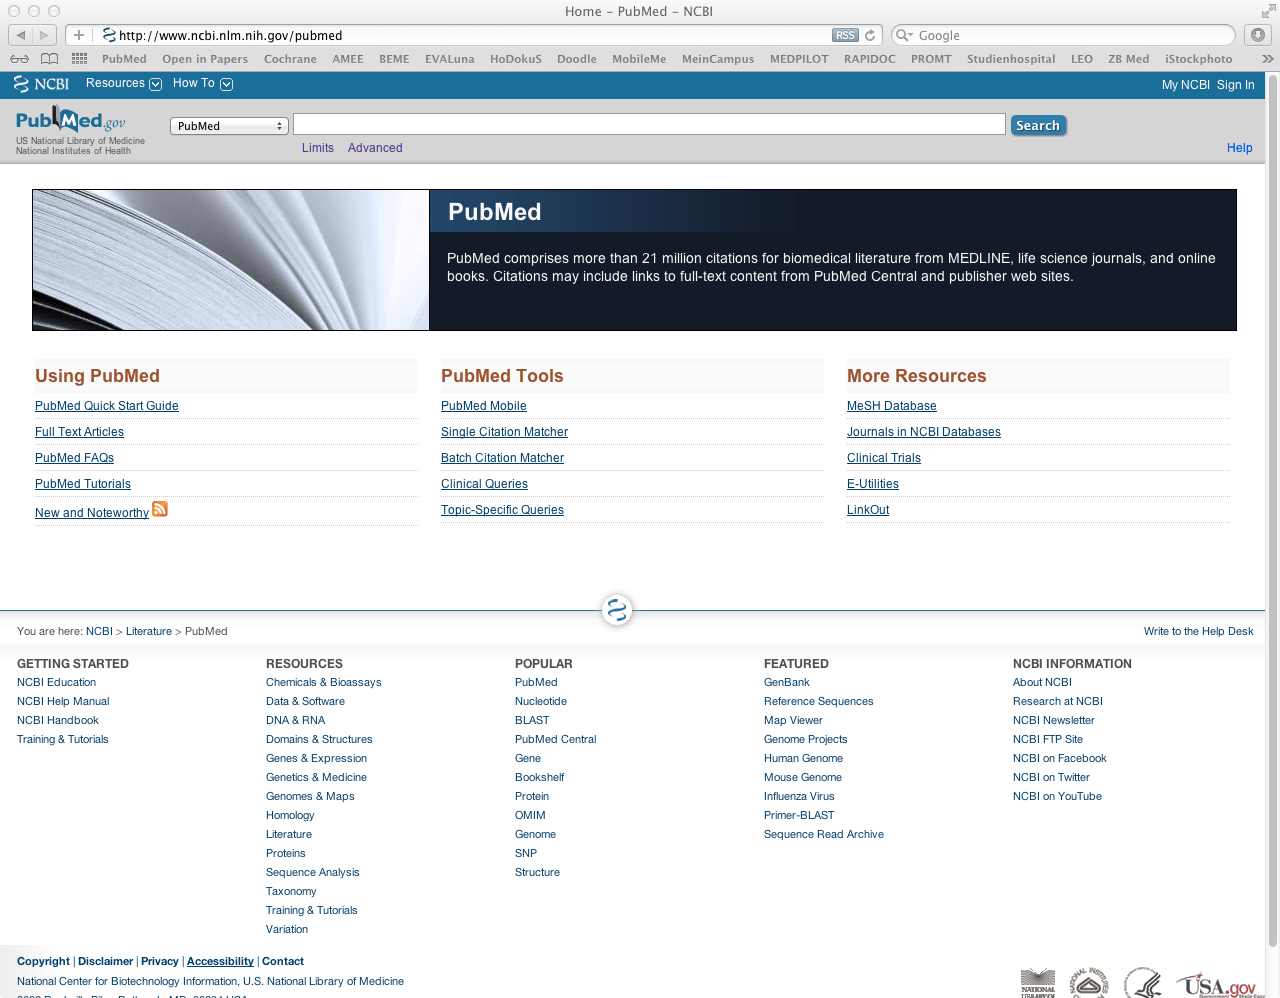 Home – PubMed – NCBI
http://www.ncbi.nlm.nih.gov/pubmed RSS Google
PubMed Open in Papers Cochrane AMEE BEME EVALuna HoDokuS Doodle MobileMe MeinCampus MEDPILOT RAPIDOC PROMT Studienhospital LEO ZB Med iStockphoto
NCBI Resources How To My NCBI Sign In
PubMed.gov
US National Library of Medicine
National Institutes of Health
PubMed Search
Limits Advanced Help
PubMed
PubMed comprises more than 21 million citations for biomedical literature from MEDLINE, life science journals, and online
books. Citations may include links to full-text content from PubMed Central and publisher web sites.
Using PubMed
PubMed Quick Start Guide
Full Text Articles
PubMed FAQs
PubMed Tutorials
New and Noteworthy
PubMed Tools
PubMed Mobile
Single Citation Matcher
Batch Citation Matcher
Clinical Queries
Topic-Specific Queries
More Resources
MeSH Database
Journals in NCBI Databases
Clinical Trials
E-Utilities
LinkOut
You are here: NCBI > Literature > PubMed Write to the Help Desk
GETTING STARTED
NCBI Education
NCBI Help Manual
NCBI Handbook
Training & Tutorials
RESOURCES
Chemicals & Bioassays
Data & Software
DNA & RNA
Domains & Structures
Genes & Expression
Genetics & Medicine
Genomes & Maps
Homology
Literature
Proteins
Sequence Analysis
Taxonomy
Training & Tutorials
Variation
POPULAR
PubMed
Nucleotide
BLAST
PubMed Central
Gene
Bookshelf
Protein
OMIM
Genome
SNP
Structure
FEATURED
GenBank
Reference Sequences
Map Viewer
Genome Projects
Human Genome
Mouse Genome
Influenza Virus
Primer-BLAST
Sequence Read Archive
NCBI INFORMATION
About NCBI
Research at NCBI
NCBI Newsletter
NCBI FTP Site
NCBI on Facebook
NCBI on Twitter
NCBI on YouTube
Copyright | Disclaimer | Privacy | Accessibility | Contact
National Center for Biotechnology Information, U.S. National Library of Medicine
NATIONAL
LIBRARY OF
USA.gov